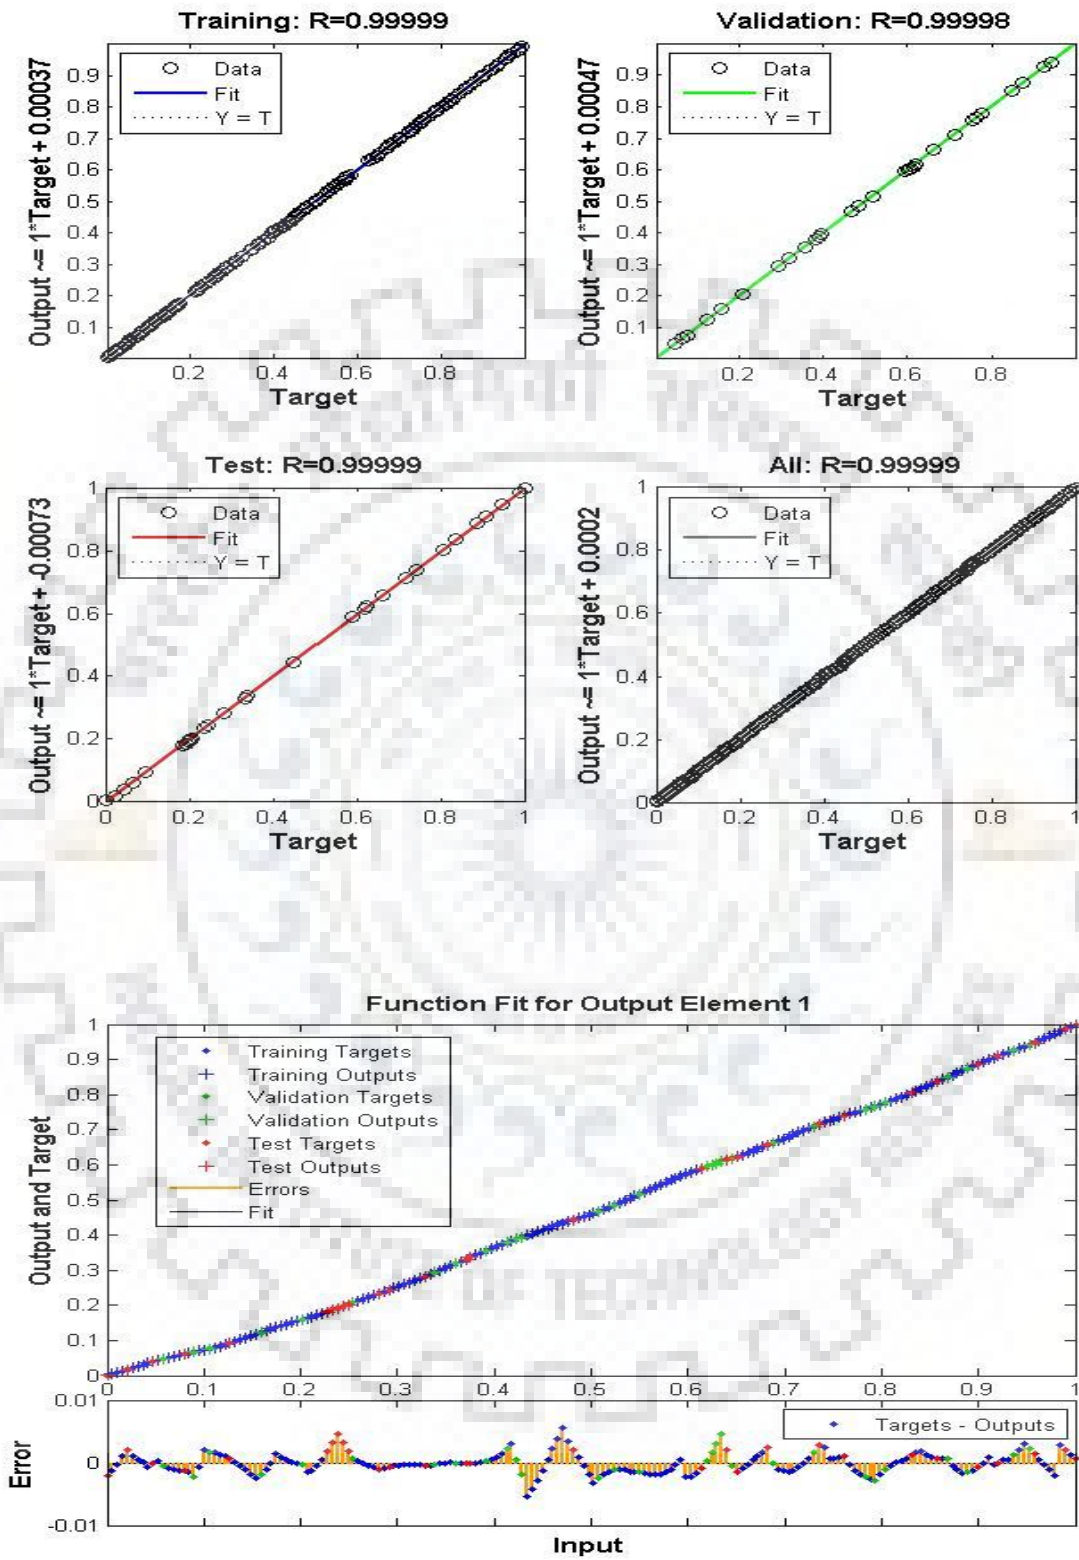 Training: R=0.99999
Output ~= 1*Target + 0.00037
0.9
0.8
0.7
0.6
0.5
0.4
0.3
0.2
0.1
Data
Fit
Y = T
0.2 0.4 0.6 0.8
Target
Validation: R=0.99998
Output ~= 1*Target + 0.00047
0.9
0.8
0.7
0.6
0.5
0.4
0.3
0.2
0.1
Data
Fit
Y = T
0.2 0.4 0.6 0.8
Target
Test: R=0.99999
Output ~= 1*Target + -0.00073
1
0.8
0.6
0.4
0.2
0
Data
Fit
Y = T
0 0.2 0.4 0.6 0.8 1
Target
All: R=0.99999
Output ~= 1*Target + 0.0002
1
0.8
0.6
0.4
0.2
0
Data
Fit
Y = T
0 0.2 0.4 0.6 0.8 1
Target
Function Fit for Output Element 1
Output and Target
1
0.9
0.8
0.7
0.6
0.5
0.4
0.3
0.2
0.1
0
Training Targets
Training Outputs
Validation Targets
Validation Outputs
Test Targets
Test Outputs
Errors
Fit
0 0.1 0.2 0.3 0.4 0.5 0.6 0.7 0.8 0.9 1
Error
0.01
0
-0.01
Targets - Outputs
Input
OF TECHNOLOGY